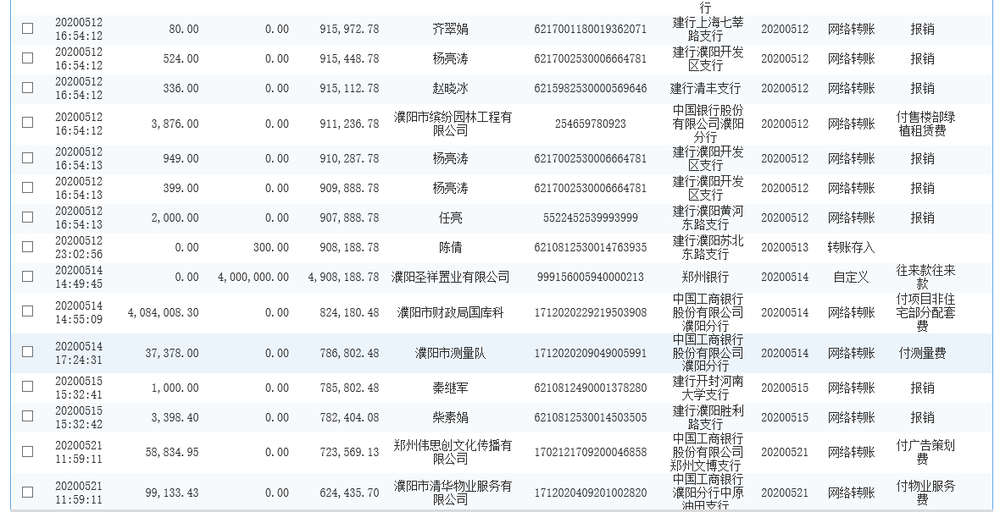 行
20200512 16:54:12 80.00 0.00 915,972.78 齐翠娟 6217001180019362071 建行上海七莘路支行 20200512 网络转账 报销
20200512 16:54:12 524.00 0.00 915,448.78 杨亮涛 6217002530006664781 建行濮阳开发区支行 20200512 网络转账 报销
20200512 16:54:12 336.00 0.00 915,112.78 赵晓冰 6215982530000569646 建行清丰支行 20200512 网络转账 报销
20200512 16:54:12 3,876.00 0.00 911,236.78 濮阳市缤纷园林工程有限公司 254659780923 中国银行股份有限公司濮阳分行 20200512 网络转账 付售楼部绿植租赁费
20200512 16:54:13 949.00 0.00 910,287.78 杨亮涛 6217002530006664781 建行濮阳开发区支行 20200512 网络转账 报销
20200512 16:54:13 399.00 0.00 909,888.78 杨亮涛 6217002530006664781 建行濮阳开发区支行 20200512 网络转账 报销
20200512 16:54:13 2,000.00 0.00 907,888.78 任亮 5522452539993999 建行濮阳黄河东路支行 20200512 网络转账 报销
20200512 23:02:56 0.00 300.00 908,188.78 陈倩 6210812530014763935 建行濮阳苏北东路支行 20200513 转账存入
20200514 14:49:45 0.00 4,000,000.00 4,908,188.78 濮阳圣祥置业有限公司 999156005940000213 郑州银行 20200514 自定义 往来款往来款
20200514 14:55:09 4,084,008.30 0.00 824,180.48 濮阳市财政局国库科 1712020229219503908 中国工商银行股份有限公司濮阳分行 20200514 网络转账 付项目非住宅部分配套费
20200514 17:24:31 37,378.00 0.00 786,802.48 濮阳市测量队 1712020209049005991 中国工商银行股份有限公司濮阳分行 20200514 网络转账 付测量费
20200515 15:32:41 1,000.00 0.00 785,802.48 秦继军 6210812490001378280 建行开封河南大学支行 20200515 网络转账 报销
20200515 15:32:42 3,398.40 0.00 782,404.08 柴素娟 6210812530014503505 建行濮阳胜利路支行 20200515 网络转账 报销
20200521 11:59:11 58,834.95 0.00 723,569.13 郑州伟思创文化传播有限公司 1702121709200046858 中国工商银行股份有限公司郑州文博支行 20200521 网络转账 付广告策划费
20200521 11:59:11 99,133.43 0.00 624,435.70 濮阳市清华物业服务有限公司 1712020409201002820 中国工商银行濮阳分行中原油田支行 20200521 网络转账 付物业服务费